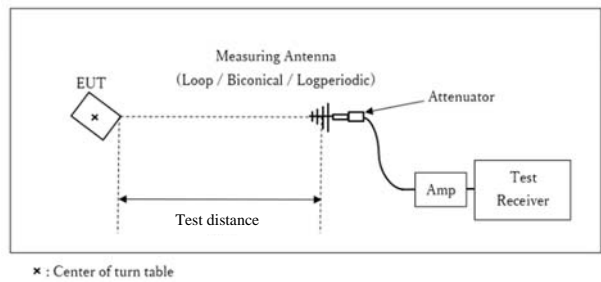 Measuring Antenna
(Loop / Biconical / Logperiodic)
EUT
Attenuator
Amp
Test
Receiver
Test distance
× : Center of turn table